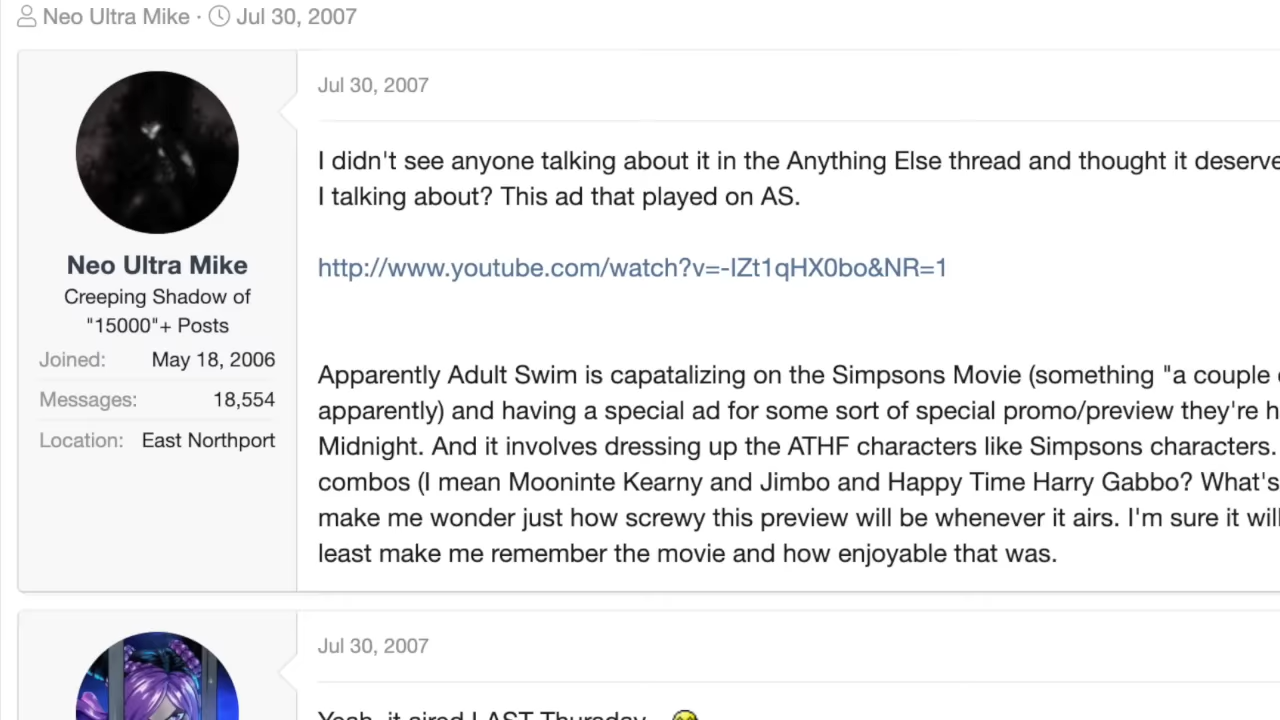 Neo Ultra Mike · Jul 30, 2007
Jul 30, 2007
I didn't see anyone talking about it in the Anything Else thread and thought it deserve
I talking about? This ad that played on AS.
http://www.youtube.com/watch?v=-IZt1qHX0bo&NR=1
Neo Ultra Mike
Creeping Shadow of
"15000"+ Posts
Joined: May 18, 2006
Messages: 18,554
Location: East Northport
Apparently Adult Swim is capatalizing on the Simpsons Movie (something "a couple
apparently) and having a special ad for some sort of special promo/preview they're h
Midnight. And it involves dressing up the ATHF characters like Simpsons characters.
combos (I mean Mooninte Kearny and Jimbo and Happy Time Harry Gabbo? What's
make me wonder just how screwy this preview will be whenever it airs. I'm sure it will
least make me remember the movie and how enjoyable that was.
Jul 30, 2007
Yeah, it aired LAST Thursday...